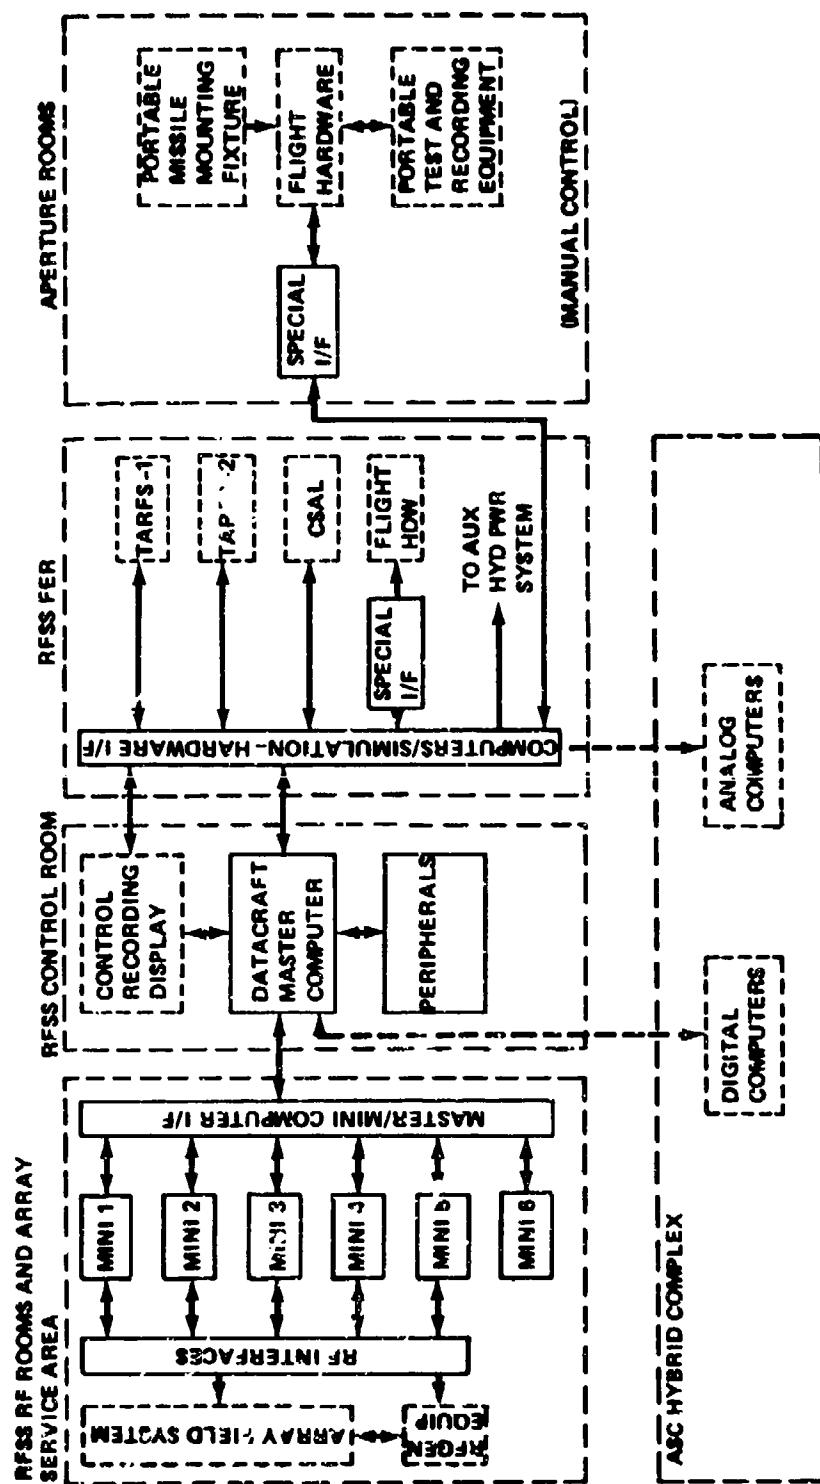 RFSS RF ROOMS AND ARRAY
SERVICE AREA
ARRAY FIELD SYSTEM
RFGEN
EQUIP
RF INTERFACES
MINI 1
MINI 2
MINI 3
MINI
MINI 5
MINI 6
MASTER/MINI COMPUTER I/F
RFSS CONTROL ROOM
CONTROL
RECORDING
DISPLAY
DATACRAFT
MASTER
COMPUTER
PERIPHERALS
RFSS FER
COMPUTERS/SIMULATION-HARDWARE I/F
TARFS-1
CSAL
SPECIAL
I/F
FLIGHT
HDW
TO AUX
HYD PWR
SYSTEM
APERTURE ROOMS
PORTABLE
MISSILE
MOUNTING
FIXTURE
SPECIAL
I/F
FLIGHT
HARDWARE
PORTABLE
TEST AND
RECORDING
EQUIPMENT
(MANUAL CONTROL)
ASC HYBRID COMPLEX
DIGITAL
COMPUTERS
ANALOG
COMPUTERS